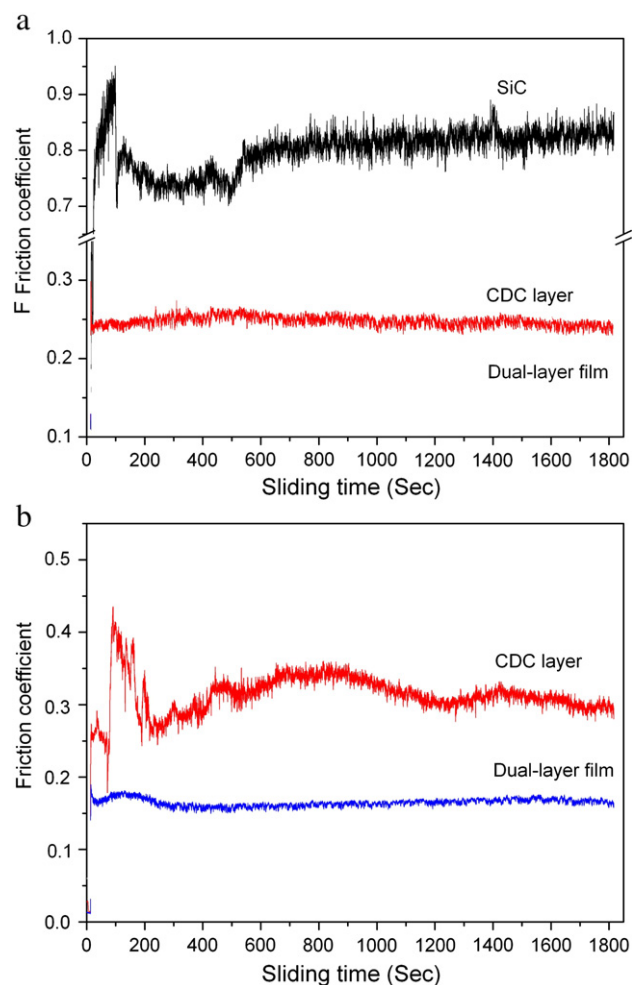 a
1.0
0.9
0.8
0.7
0.3
0.2
0.1
F Friction coefficient
SiC
CDC layer
Dual-layer film
0 200 400 600 800 1000 1200 1400 1600 1800
Sliding time (Sec)
b
0.5
0.4
0.3
0.2
0.1
0.0
Friction coefficient
CDC layer
Dual-layer film
0 200 400 600 800 1000 1200 1400 1600 1800
Sliding time (Sec)